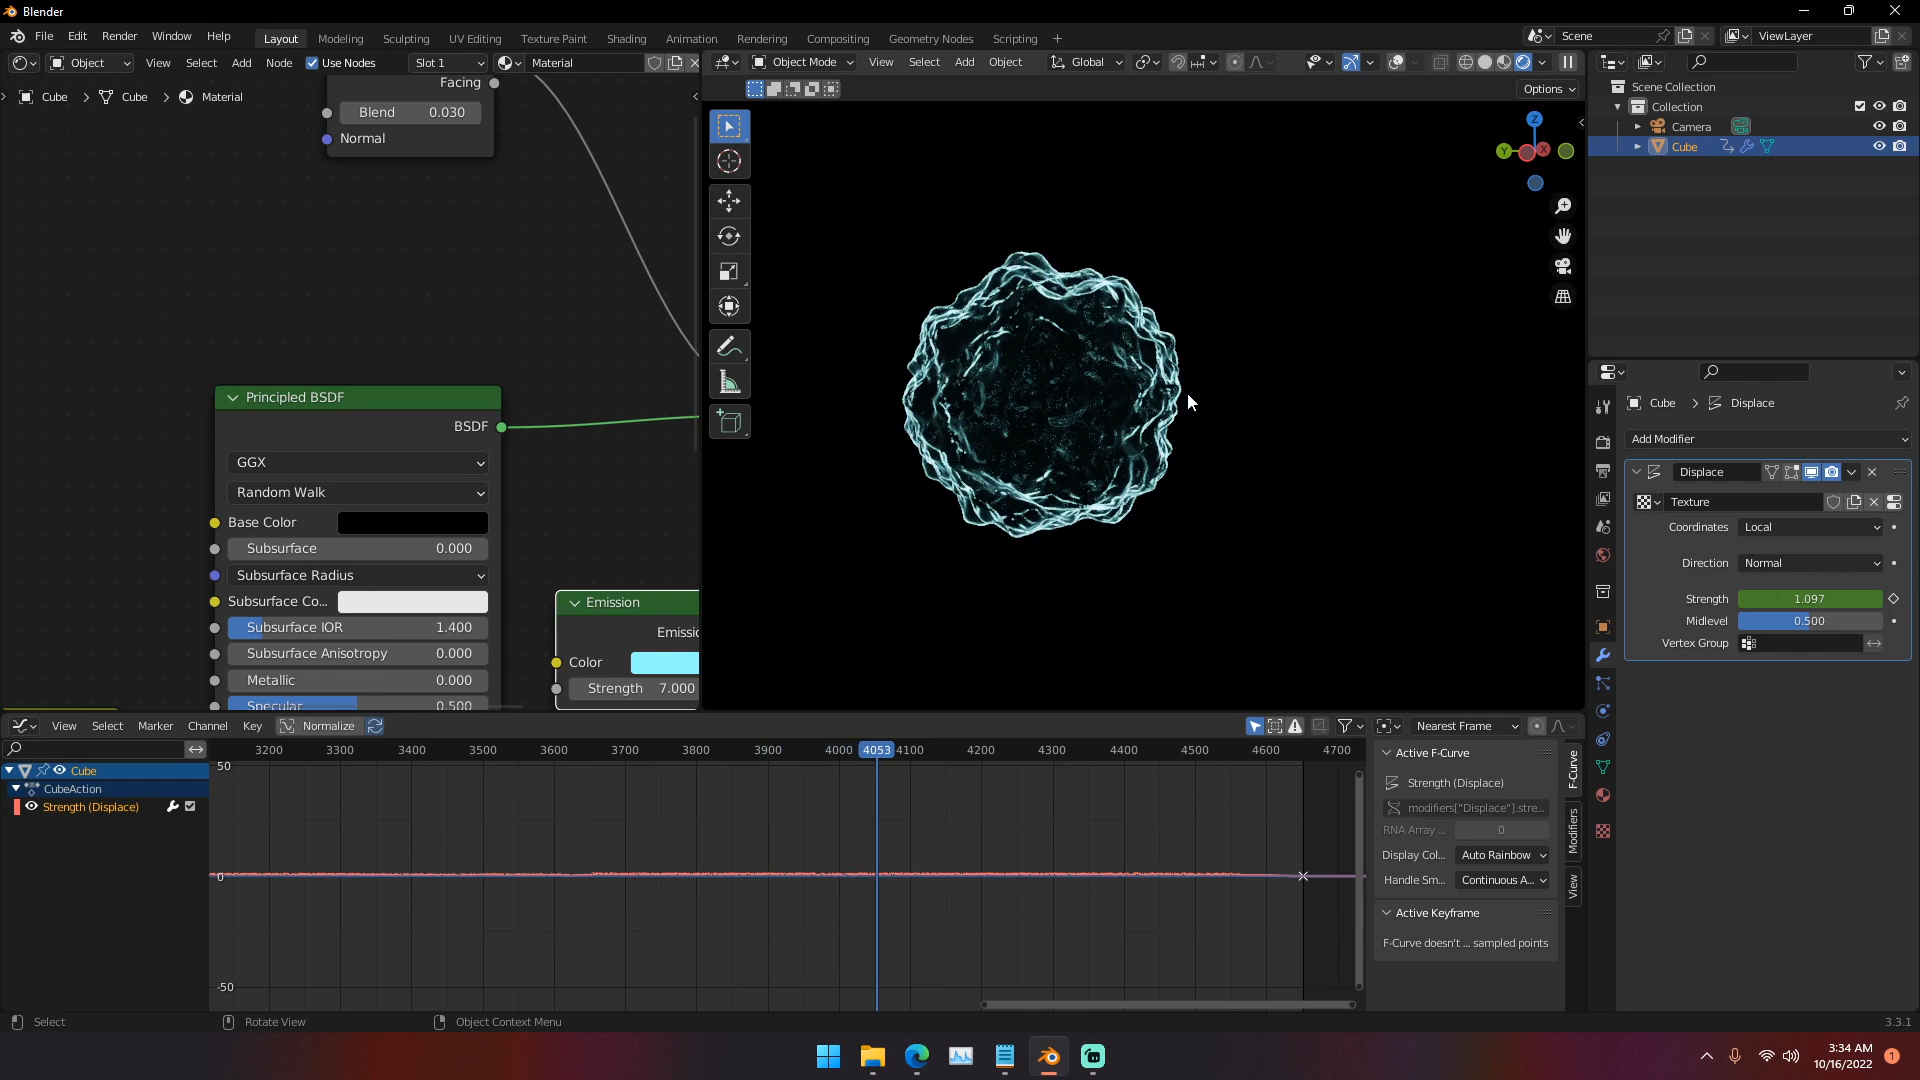 Blender
File Edit Render Window Help
Layout Modeling Sculpting UV Editing Texture Paint Shading Animation Rendering Compositing Geometry Nodes Scripting
Scene
ViewLayer
Object View Select Add Node Use Nodes Slot 1 Material
Object Mode View Select Add Object Global
Options
Cube Cube Material
Facing
Blend 0.030
Normal
Principled BSDF
BSDF
GGX
Random Walk
Base Color
Subsurface 0.000
Subsurface Radius
Subsurface Co...
Subsurface IOR 1.400
Subsurface Anisotropy 0.000
Metallic 0.000
Specular 0.500
Emission
Emissic
Color
Strength 7.000
Z
Y
X
Scene Collection
Collection
Camera
Cube
Cube Displace
Add Modifier
Displace
Texture
Coordinates Local
Direction Normal
Strength 1.097
Midlevel 0.500
Vertex Group
View Select Marker Channel Key Normalize
Nearest Frame
3200 3300 3400 3500 3600 3700 3800 3900 4000 4053 4100 4200 4300 4400 4500 4600 4700
Cube
CubeAction
Strength (Displace)
50
0
-50
Active F-Curve
Strength (Displace)
modifiers["Displace"].stre...
RNA Array ... 0
Display Col... Auto Rainbow
Handle Sm... Continuous A...
Active Keyframe
F-Curve doesn't ... sampled points
F-Curve
Modifiers
View
Select
Rotate View
Object Context Menu
3.3.1
3:34 AM
10/16/2022
1